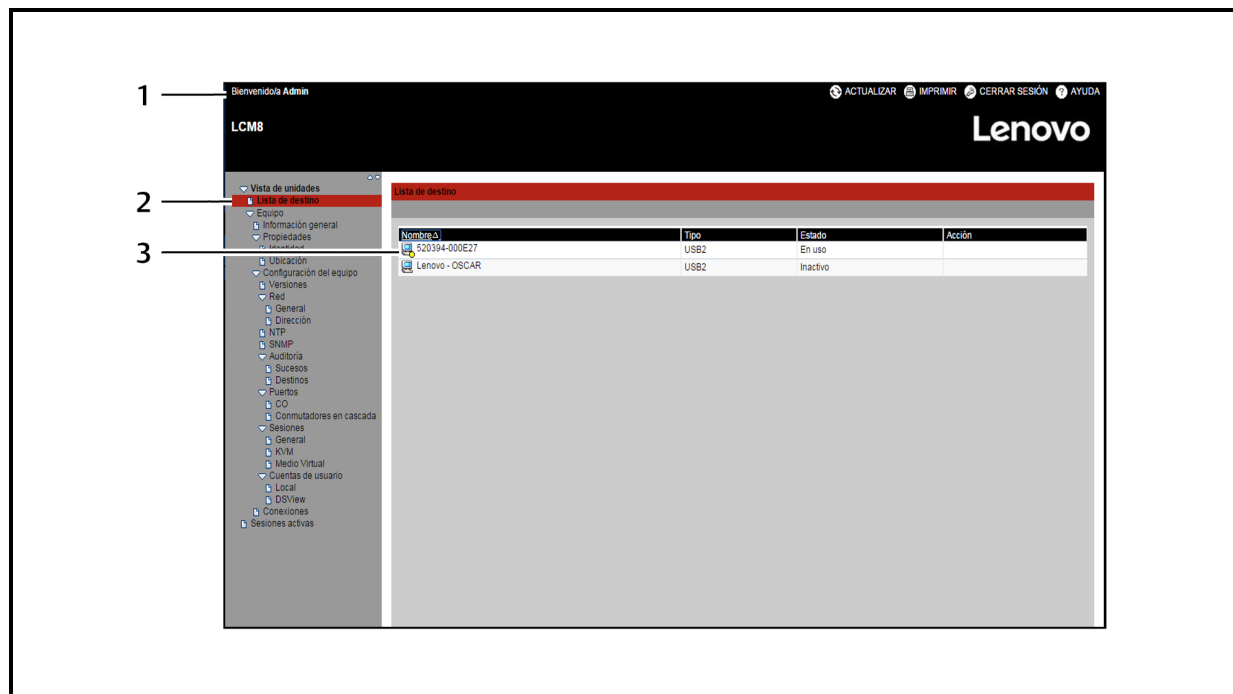 1
Bienvenido/a Admin
ACTUALIZAR IMPRIMIR CERRAR SESIÓN ? AYUDA
LCM8
Lenovo
2
Vista de unidades
Lista de destino
Equipo
Información general
Propiedades
Identidad
Ubicación
Configuración del equipo
Versiones
Red
General
Dirección
NTP
SNMP
Auditoría
Sucesos
Destinos
Puertos
CO
Conmutadores en cascada
Sesiones
General
KVM
Medio Virtual
Cuentas de usuario
Local
DSView
Conexiones
Sesiones activas
Lista de destino
Nombre Tipo Estado Acción
3
520394-000E27 USB2 En uso
Lenovo - OSCAR USB2 Inactivo